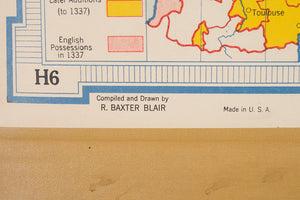 Later Additions
(to 1337)
Toulouse
English
Possessions
in 1337
H6
Compiled and Drawn by
R. BAXTER BLAIR
Made in U. S. A.